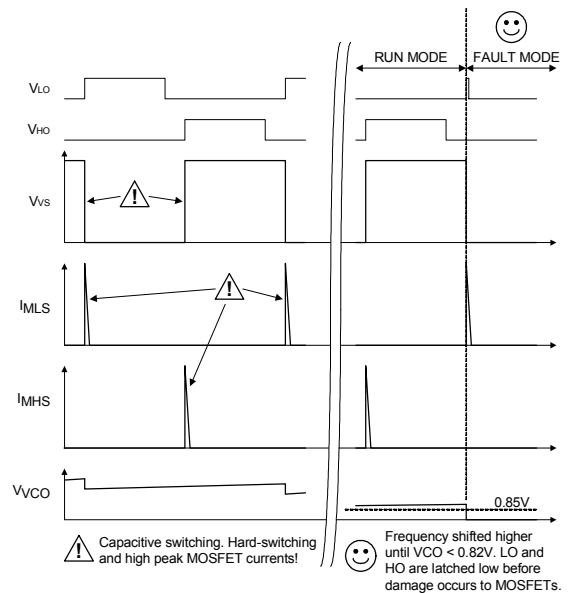 RUN MODE FAULT MODE
VLO
VHO
VVS
!
IMLS
!
IMHS
VVCO
0.85V
! Capacitive switching. Hard-switching
and high peak MOSFET currents!
Frequency shifted higher
until VCO < 0.82V. LO and
HO are latched low before
damage occurs to MOSFETs.